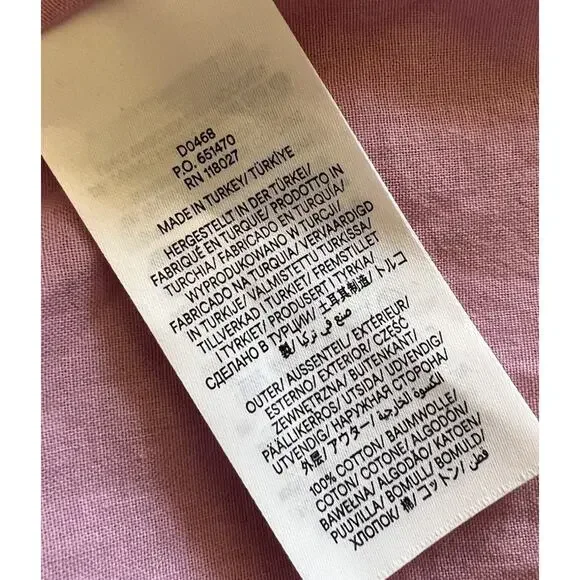 D0468
P.O. 651470
RN 118027
MADE IN TURKEY/ TÜRKİYE
HERGESTELLT IN DER TÜRKEI/
FABRIQUE EN TURQUIE/ PRODOTTO IN
TURCHIA/ FABRICADO EN TURQUÍA/
WYPRODUKOWANO W TURCJI/
FABRICADO NA TURQUIA/ VERVAARDIGD
IN TURKIJE/ VALMISTETTU TURKISSA/
TILLVERKAD I TURKIET/ FREMSTILLET
I TYRKIET/ PRODUSERT I TYRKIA/
СДЕЛАНО В ТУРЦИИ/ صنع في تركيا/ 土耳其制造/ トルコ
製
OUTER/ AUSSENTEIL/ EXTÉRIEUR/
ESTERNO/ EXTERIOR/ CZĘŚĆ
ZEWNĘTRZNA/ BUITENKANT/
PÄÄLLIKERROS/ UTSIDA/ UDVENDIG/
UTVENDIG/ НАРУЖНАЯ СТОРОНА/
外层/ アウター/ الكسوة الخارجية/
100% COTTON/ BAUMWOLLE/
COTON/ COTONE/ ALGODÓN/
BAWEŁNA/ ALGODÃO/ KATOEN/
PUUVILLA/ BOMULL/ BOMULD/
ХЛОПОК/ 棉/ コットン/ قطن/